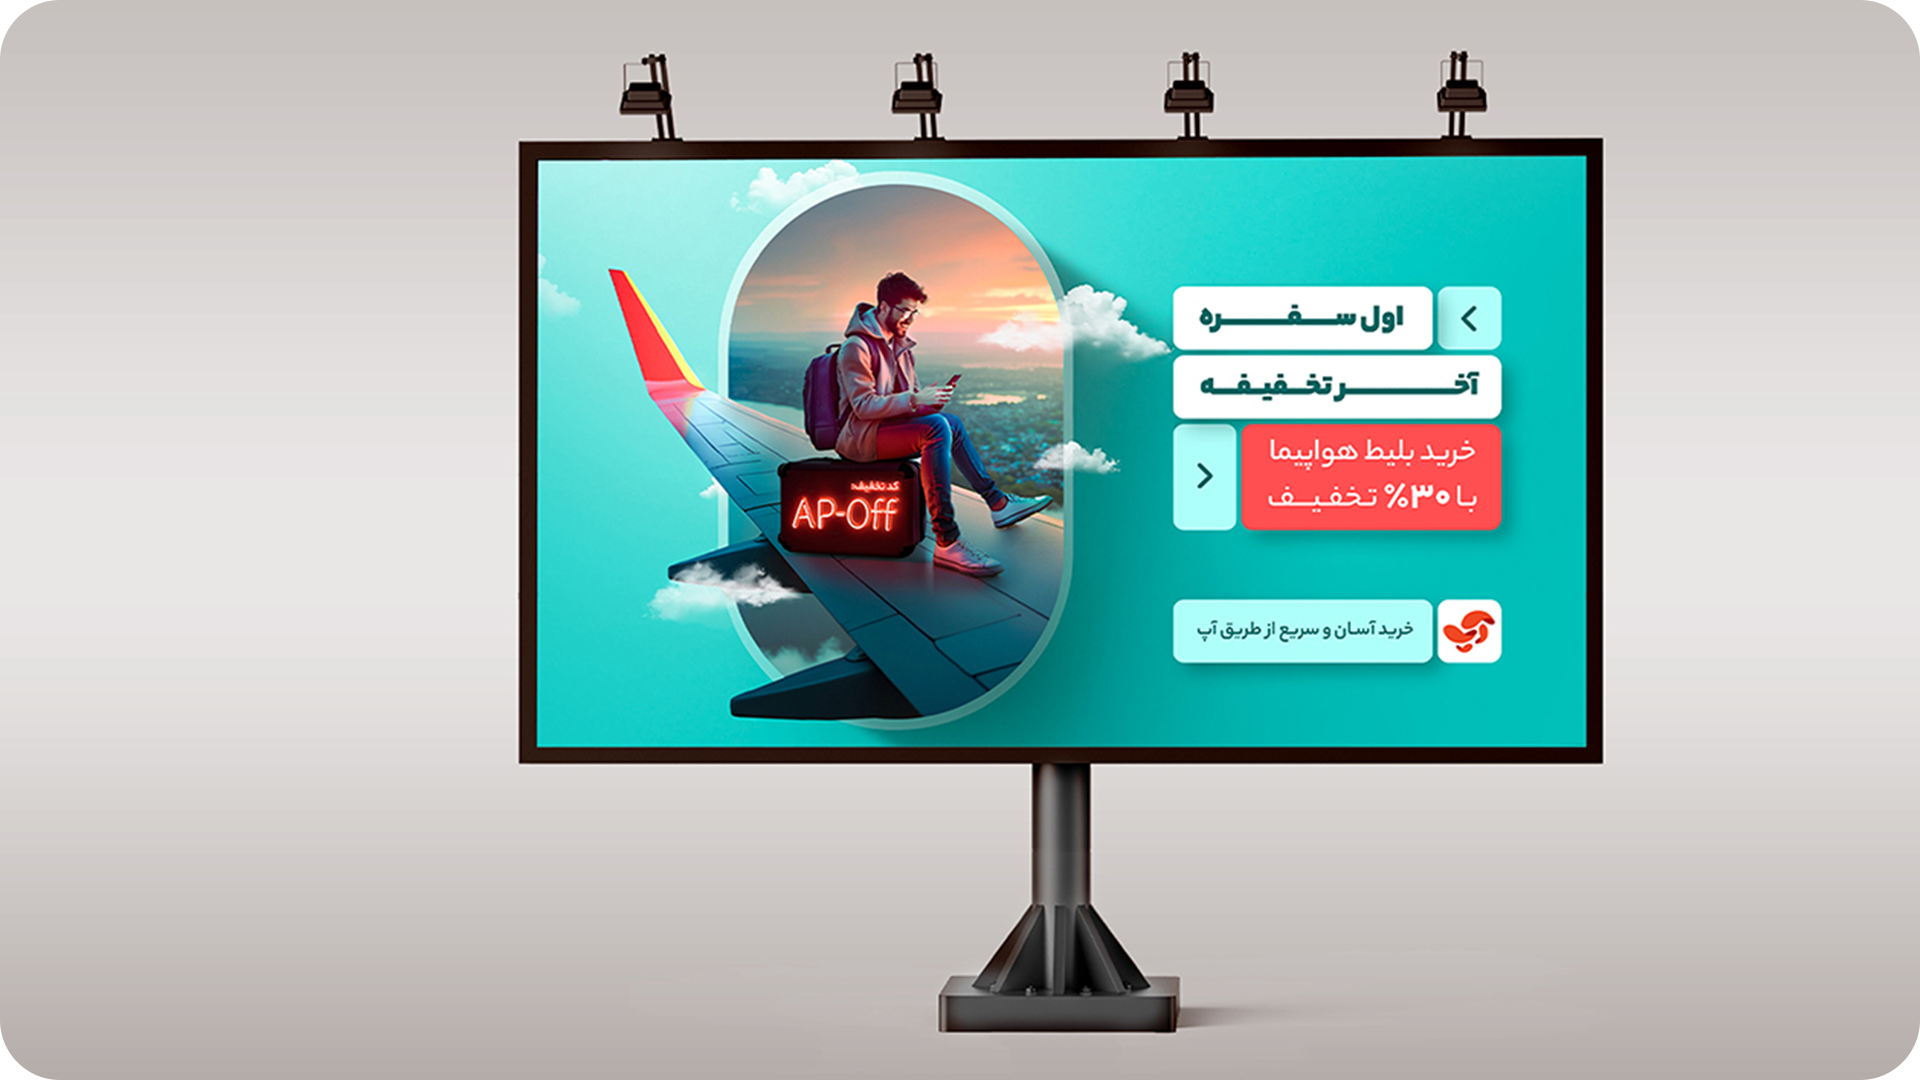 اول سفره
آخر تخفیفه
خرید بلیط هواپیما
با ۳۰% تخفیف
خرید آسان و سریع از طریق آپ
کد تخفیف:
AP-Off